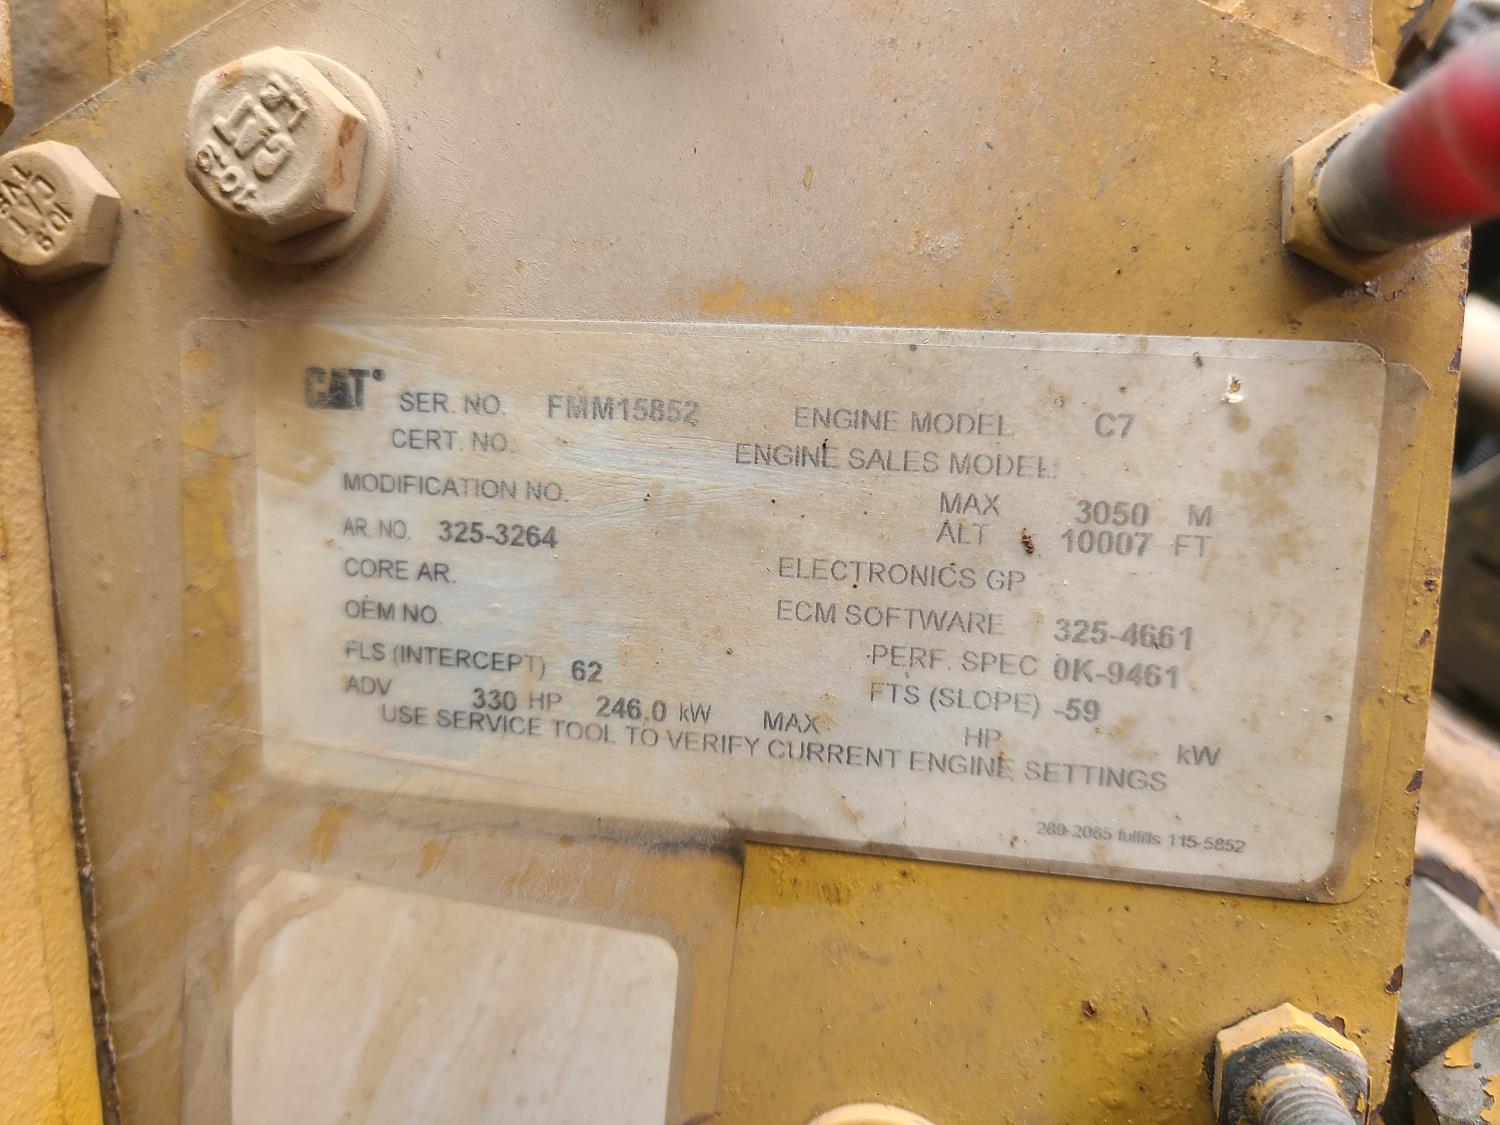 CAT® SER. NO. FMM15852 ENGINE MODEL C7
CERT. NO. ENGINE SALES MODEL:
MODIFICATION NO. MAX 3050 M
ALT 10007 FT
AR. NO. 325-3264
CORE AR. ELECTRONICS GP
OEM NO. ECM SOFTWARE 325-4661
FLS (INTERCEPT) 62 PERF. SPEC 0K-9461
FTS (SLOPE) -59
ADV 330 HP 246.0 kW MAX HP kW
USE SERVICE TOOL TO VERIFY CURRENT ENGINE SETTINGS
289-2065 fulfills 115-5852